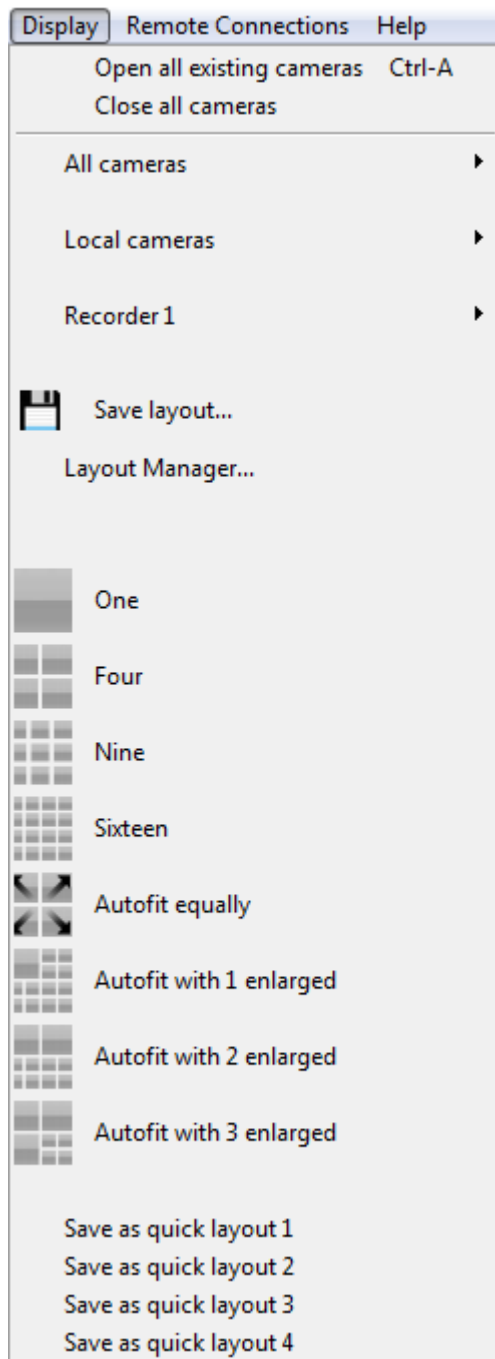 Display Remote Connections Help
Open all existing cameras Ctrl-A
Close all cameras
All cameras
Local cameras
Recorder 1
Save layout...
Layout Manager...
One
Four
Nine
Sixteen
Autofit equally
Autofit with 1 enlarged
Autofit with 2 enlarged
Autofit with 3 enlarged
Save as quick layout 1
Save as quick layout 2
Save as quick layout 3
Save as quick layout 4